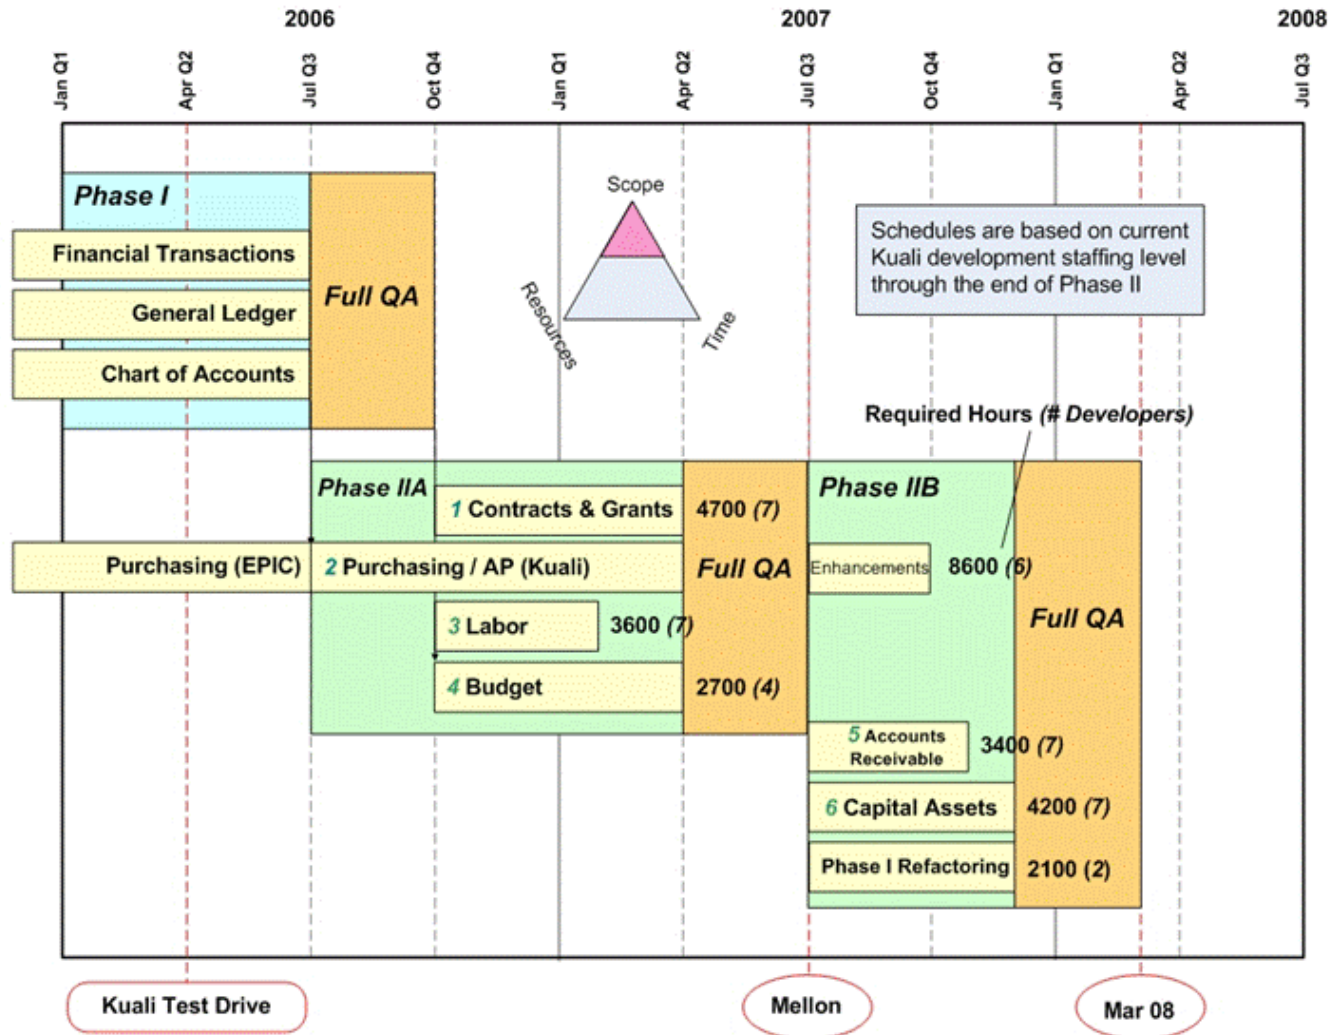 2006
2007
2008
Jan Q1
Apr Q2
Jul Q3
Oct Q4
Jan Q1
Apr Q2
Jul Q3
Oct Q4
Jan Q1
Apr Q2
Jul Q3
Phase I
Financial Transactions
General Ledger
Chart of Accounts
Full QA
Scope
Resources
Time
Schedules are based on current
Kuali development staffing level
through the end of Phase II
Required Hours (# Developers)
Phase IIA
1 Contracts & Grants
4700 (7)
Purchasing (EPIC)
2 Purchasing / AP (Kuali)
Full QA
3 Labor
3600 (7)
4 Budget
2700 (4)
Phase IIB
Enhancements
8600 (6)
Full QA
5 Accounts
Receivable
3400 (7)
6 Capital Assets
4200 (7)
Phase I Refactoring
2100 (2)
Kuali Test Drive
Mellon
Mar 08